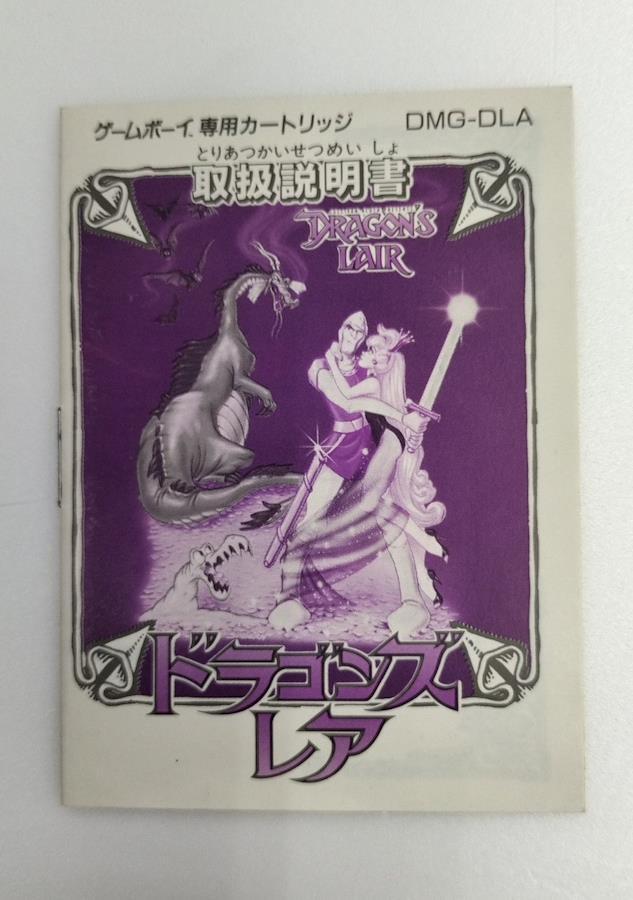 ゲームボーイ™専用カートリッジ DMG-DLA
とりあつかいせつめいしょ
取扱説明書
DRAGON'S
LAIR
ドラゴンズ
レア